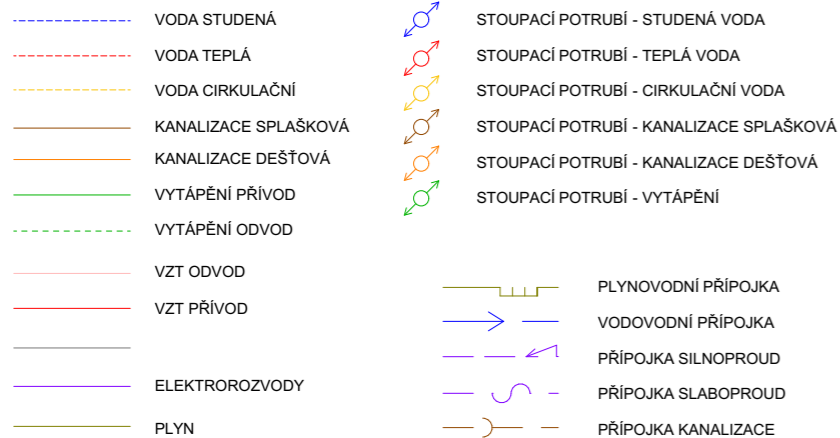 VODA STUDENÁ
VODA TEPLÁ
VODA CIRKULAČNÍ
KANALIZACE SPLAŠKOVÁ
KANALIZACE DEŠŤOVÁ
VYTÁPĚNÍ PŘÍVOD
VYTÁPĚNÍ ODVOD
VZT ODVOD
VZT PŘÍVOD
ELEKTROROZVODY
PLYN
STOUPACÍ POTRUBÍ - STUDENÁ VODA
STOUPACÍ POTRUBÍ - TEPLÁ VODA
STOUPACÍ POTRUBÍ - CIRKULAČNÍ VODA
STOUPACÍ POTRUBÍ - KANALIZACE SPLAŠKOVÁ
STOUPACÍ POTRUBÍ - KANALIZACE DEŠŤOVÁ
STOUPACÍ POTRUBÍ - VYTÁPĚNÍ
PLYNOVODNÍ PŘÍPOJKA
VODOVODNÍ PŘÍPOJKA
PŘÍPOJKA SILNOPROUD
PŘÍPOJKA SLABOPROUD
PŘÍPOJKA KANALIZACE